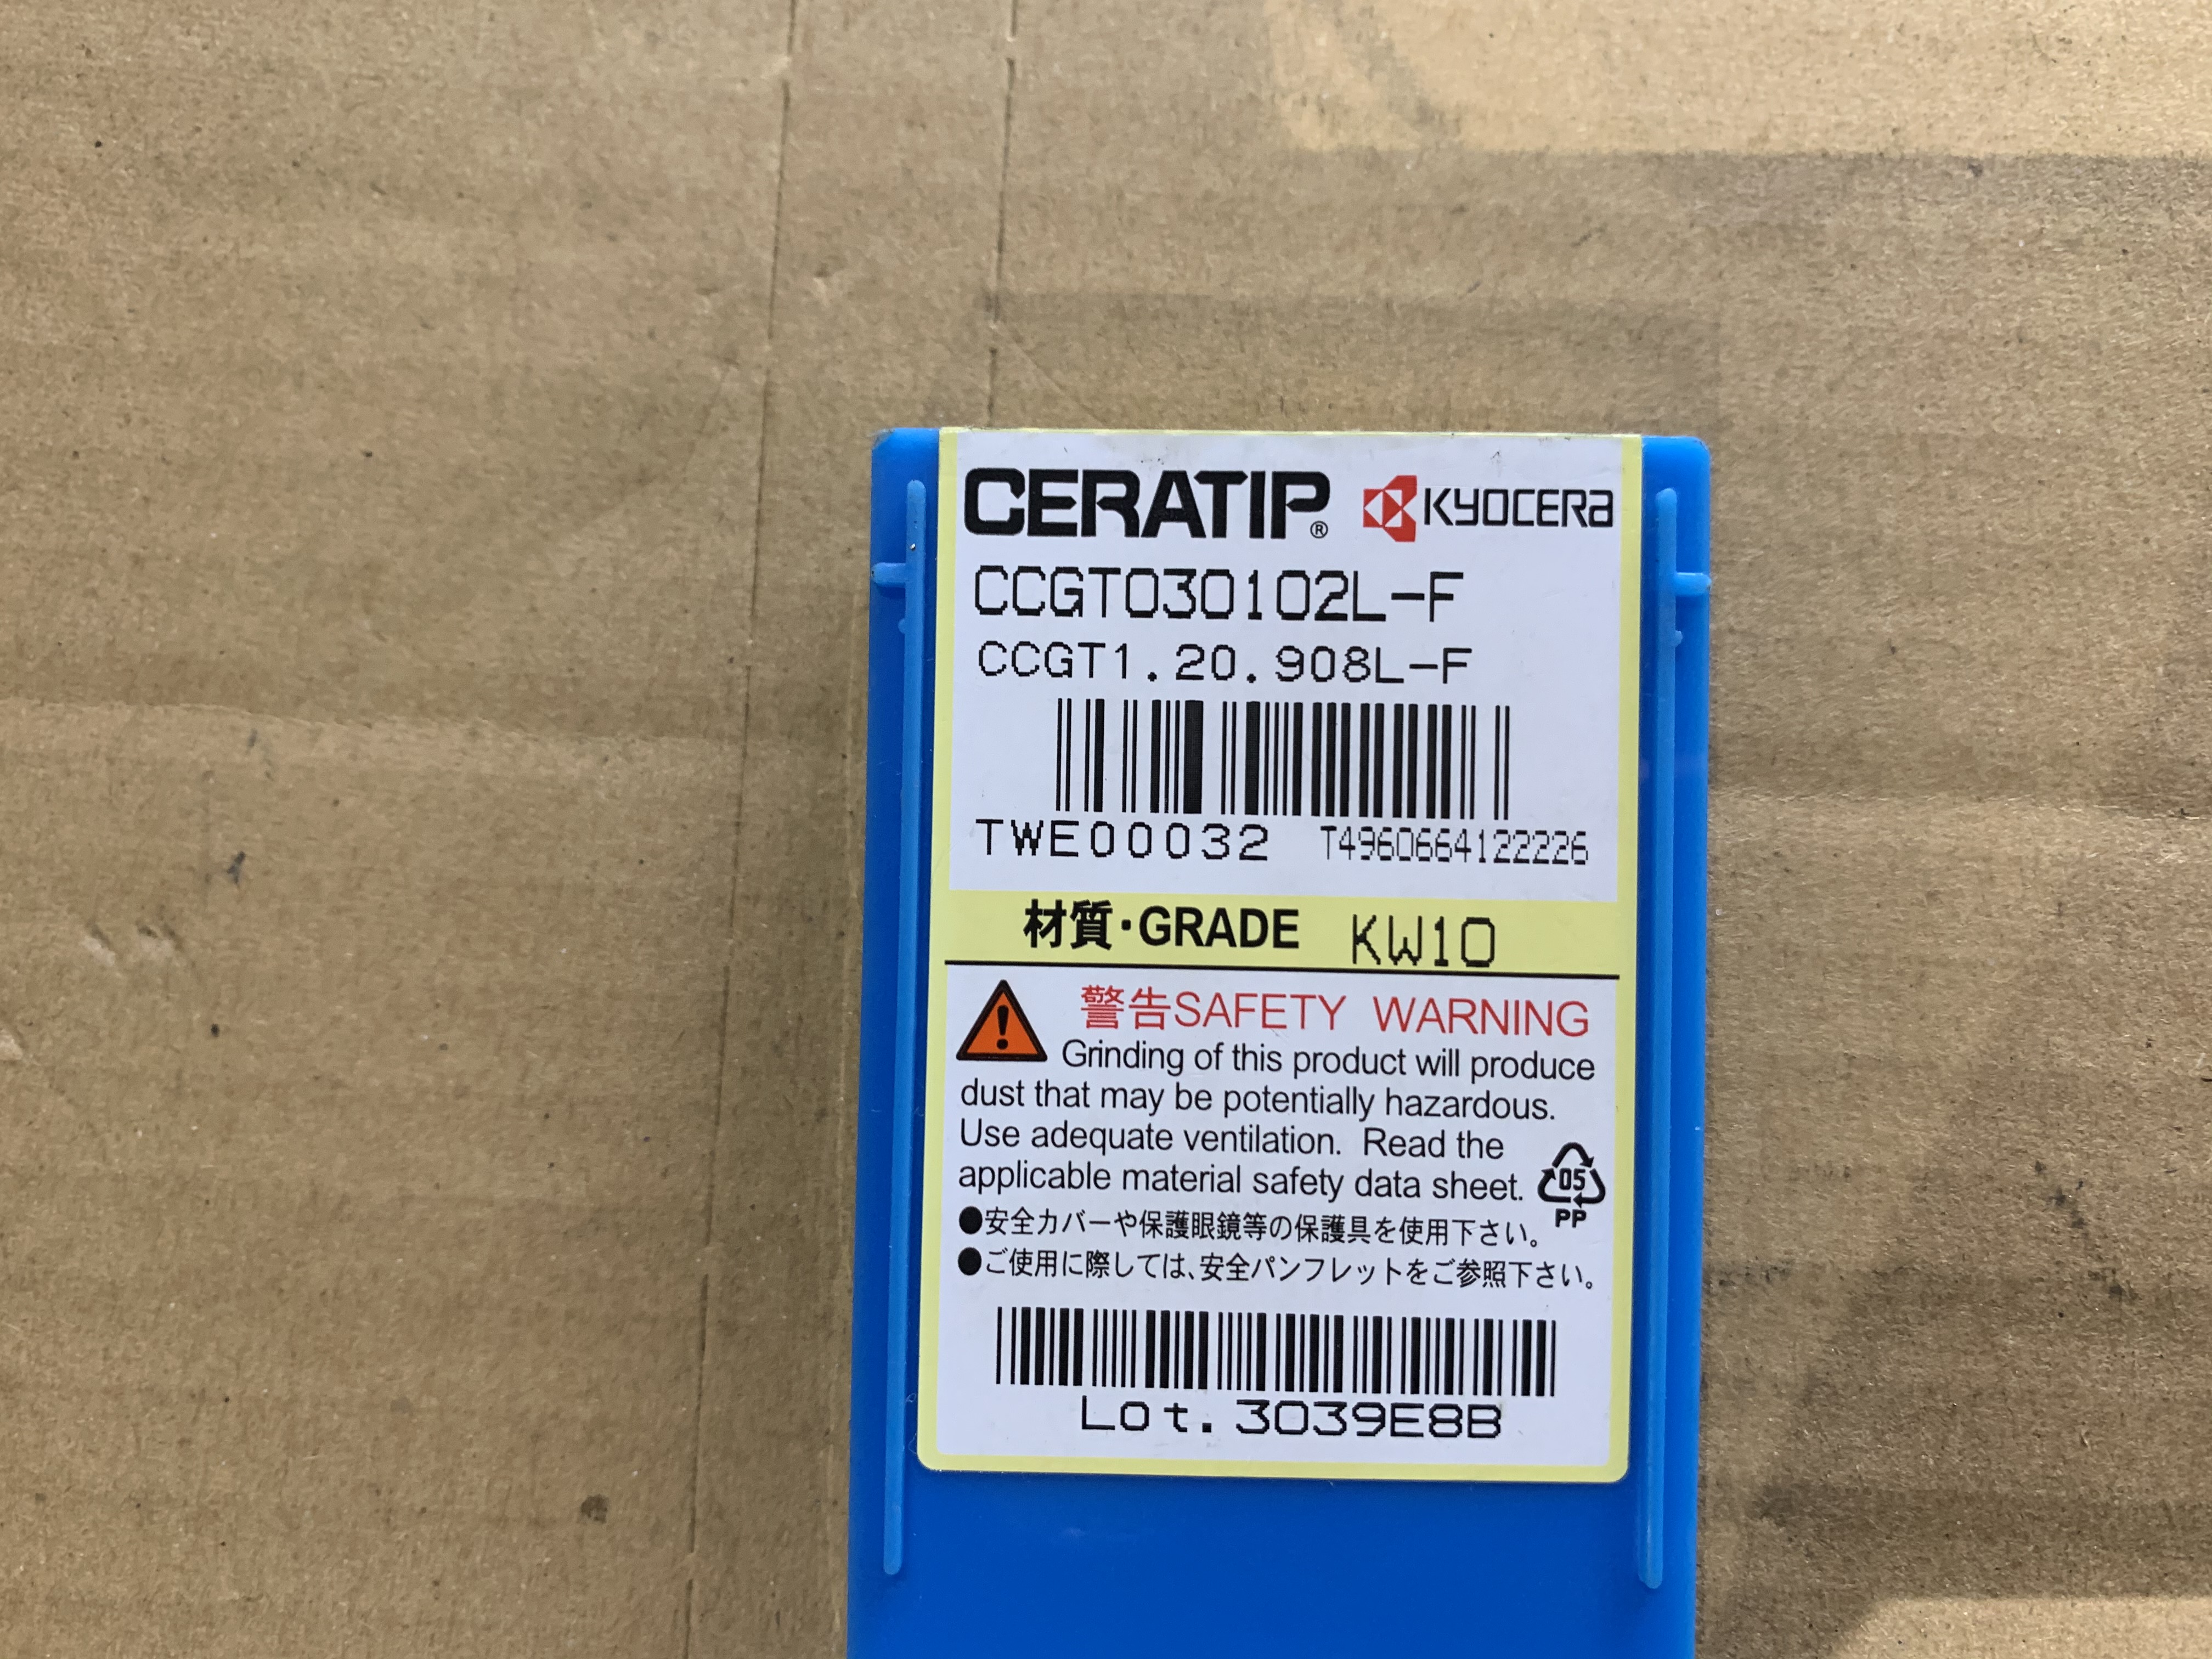 CERATIP® KYOCERA
CCGT030102L-F
CCGT1.20.908L-F
TWE00032 T4960664122226
材質・GRADE KW10
警告SAFETY WARNING
Grinding of this product will produce
dust that may be potentially hazardous.
Use adequate ventilation. Read the
applicable material safety data sheet.
05
PP
●安全カバーや保護眼鏡等の保護具を使用下さい。
●ご使用に際しては、安全パンフレットをご参照下さい。
Lot.3039E8B